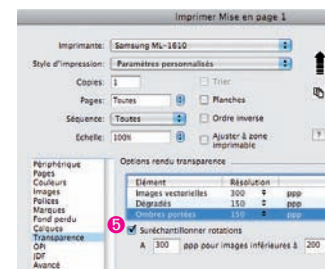 Imprimer Mise en page 1
Imprimante: Samsung ML-1610
Style d'impression: Paramètres personnalisés
Copies: 1 Trier
Pages: Toutes Planches
Séquence: Toutes Ordre inverse
Echelle: 100% Ajuster à zone
imprimable
?
Périphérique
Pages
Couleurs
Images
Polices
Marques
Fond perdu
Calques
Transparence
OPI
JDF
Avancé
Options rendu transparence
Elément Résolution
Images vectorielles 300 ppp
Dégradés 150 ppp
Ombres portées 150 ppp
5 Suréchantillonner rotations
A 300 ppp pour images inférieures à 200